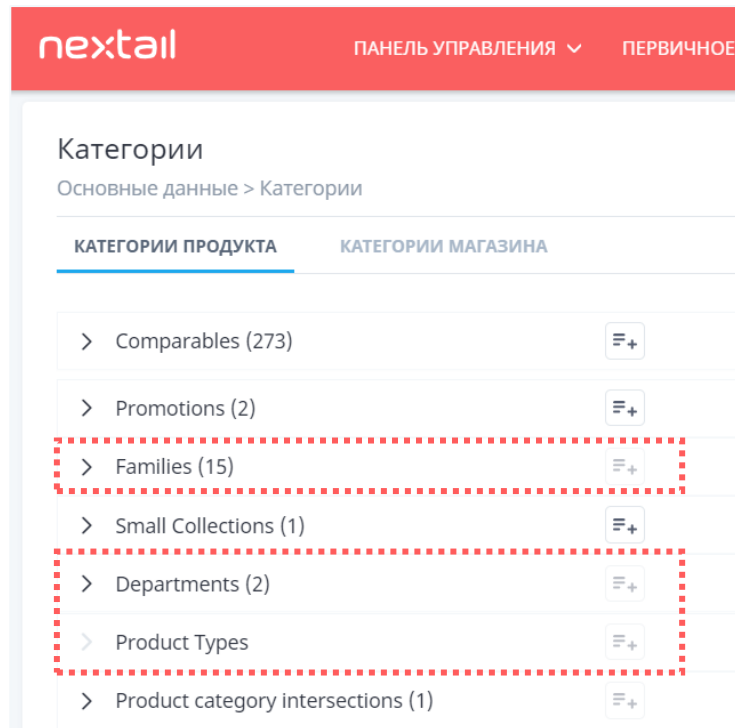 nextail
ПАНЕЛЬ УПРАВЛЕНИЯ
ПЕРВИЧНОЕ
Категории
Основные данные > Категории
КАТЕГОРИИ ПРОДУКТА
КАТЕГОРИИ МАГАЗИНА
Comparables (273)
Promotions (2)
Families (15)
Small Collections (1)
Departments (2)
Product Types
Product category intersections (1)